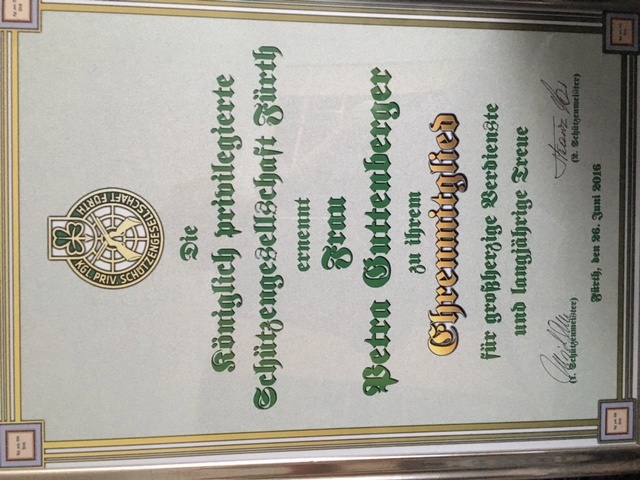 KGL. PRIV. SCHÜTZENGESELLSCHAFT FÜRTH
Die
Königlich privilegierte
Schützengesellschaft Fürth
ernennt
Frau
Petra Guttenberger
zu ihrem
Ehrenmitglied
für großherzige Verdienste
und langjährige Treue
(1. Schützenmeister)
(2. Schützenmeister)
Fürth, den 26. Juni 2016